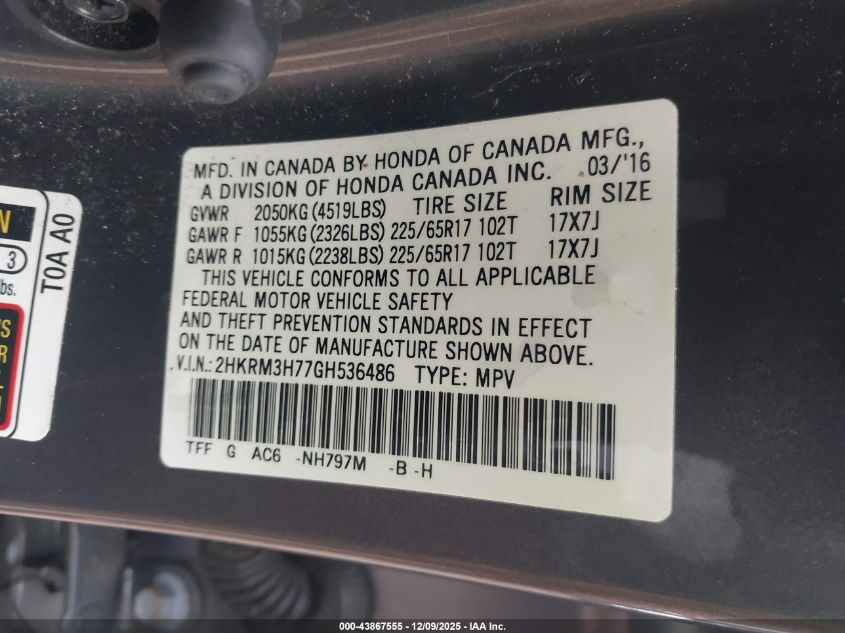 MFD. IN CANADA BY HONDA OF CANADA MFG.,
A DIVISION OF HONDA CANADA INC. 03/'16
GVWR 2050KG (4519LBS) TIRE SIZE RIM SIZE
GAWR F 1055KG (2326LBS) 225/65R17 102T 17X7J
GAWR R 1015KG (2238LBS) 225/65R17 102T 17X7J
THIS VEHICLE CONFORMS TO ALL APPLICABLE
FEDERAL MOTOR VEHICLE SAFETY
AND THEFT PREVENTION STANDARDS IN EFFECT
ON THE DATE OF MANUFACTURE SHOWN ABOVE.
V.I.N.: 2HKRM3H77GH536486 TYPE: MPV
TFF G AC6 -NH797M -B -H
N
3
lbs.
T0A A0
000-43867555 - 12/09/2025 - IAA Inc.